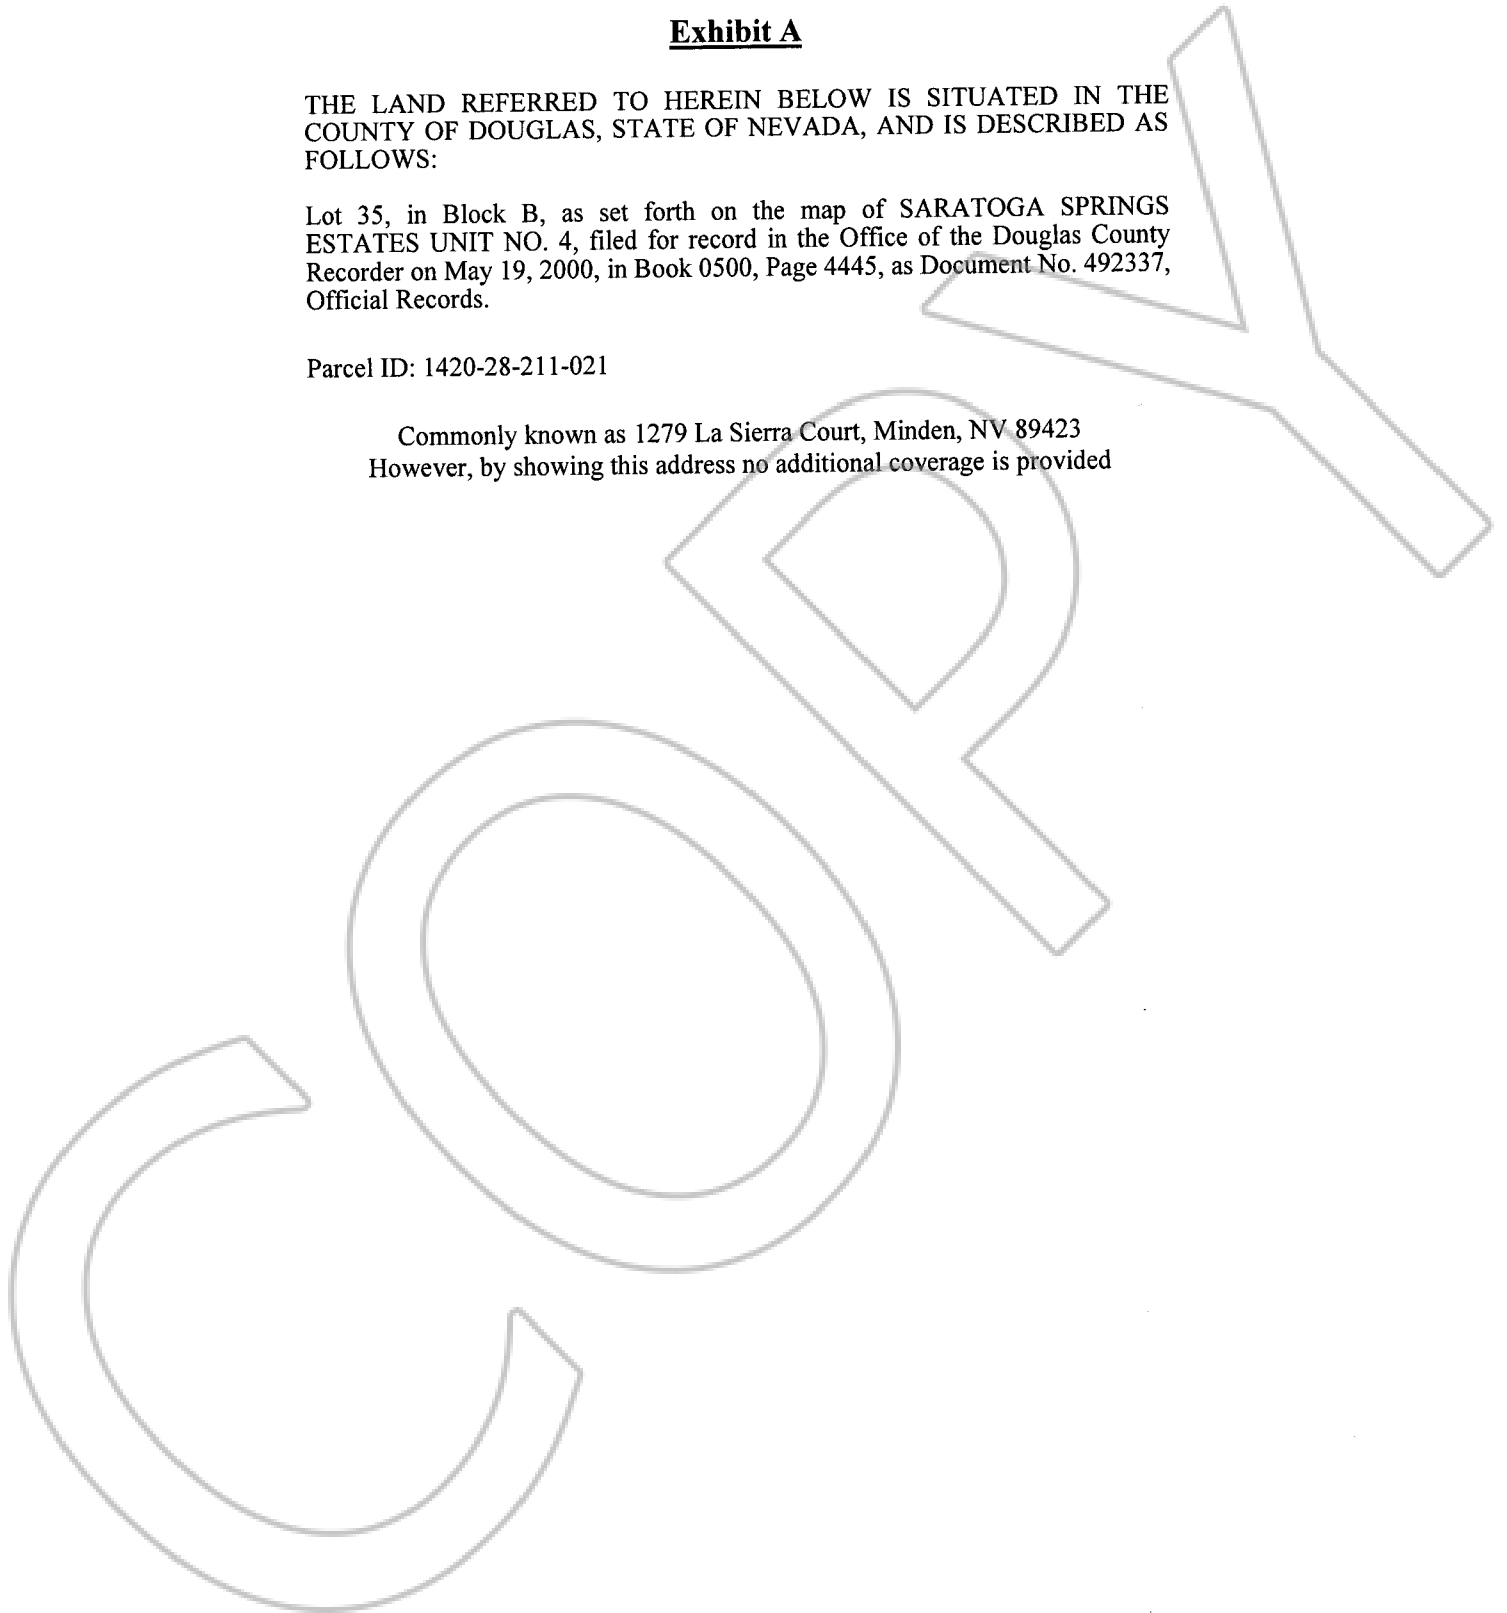 Exhibit A
THE LAND REFERRED TO HEREIN BELOW IS SITUATED IN THE
COUNTY OF DOUGLAS, STATE OF NEVADA, AND IS DESCRIBED AS
FOLLOWS:
Lot 35, in Block B, as set forth on the map of SARATOGA SPRINGS
ESTATES UNIT NO. 4, filed for record in the Office of the Douglas County
Recorder on May 19, 2000, in Book 0500, Page 4445, as Document No. 492337,
Official Records.
Parcel ID: 1420-28-211-021
Commonly known as 1279 La Sierra Court, Minden, NV 89423
However, by showing this address no additional coverage is provided
COPY